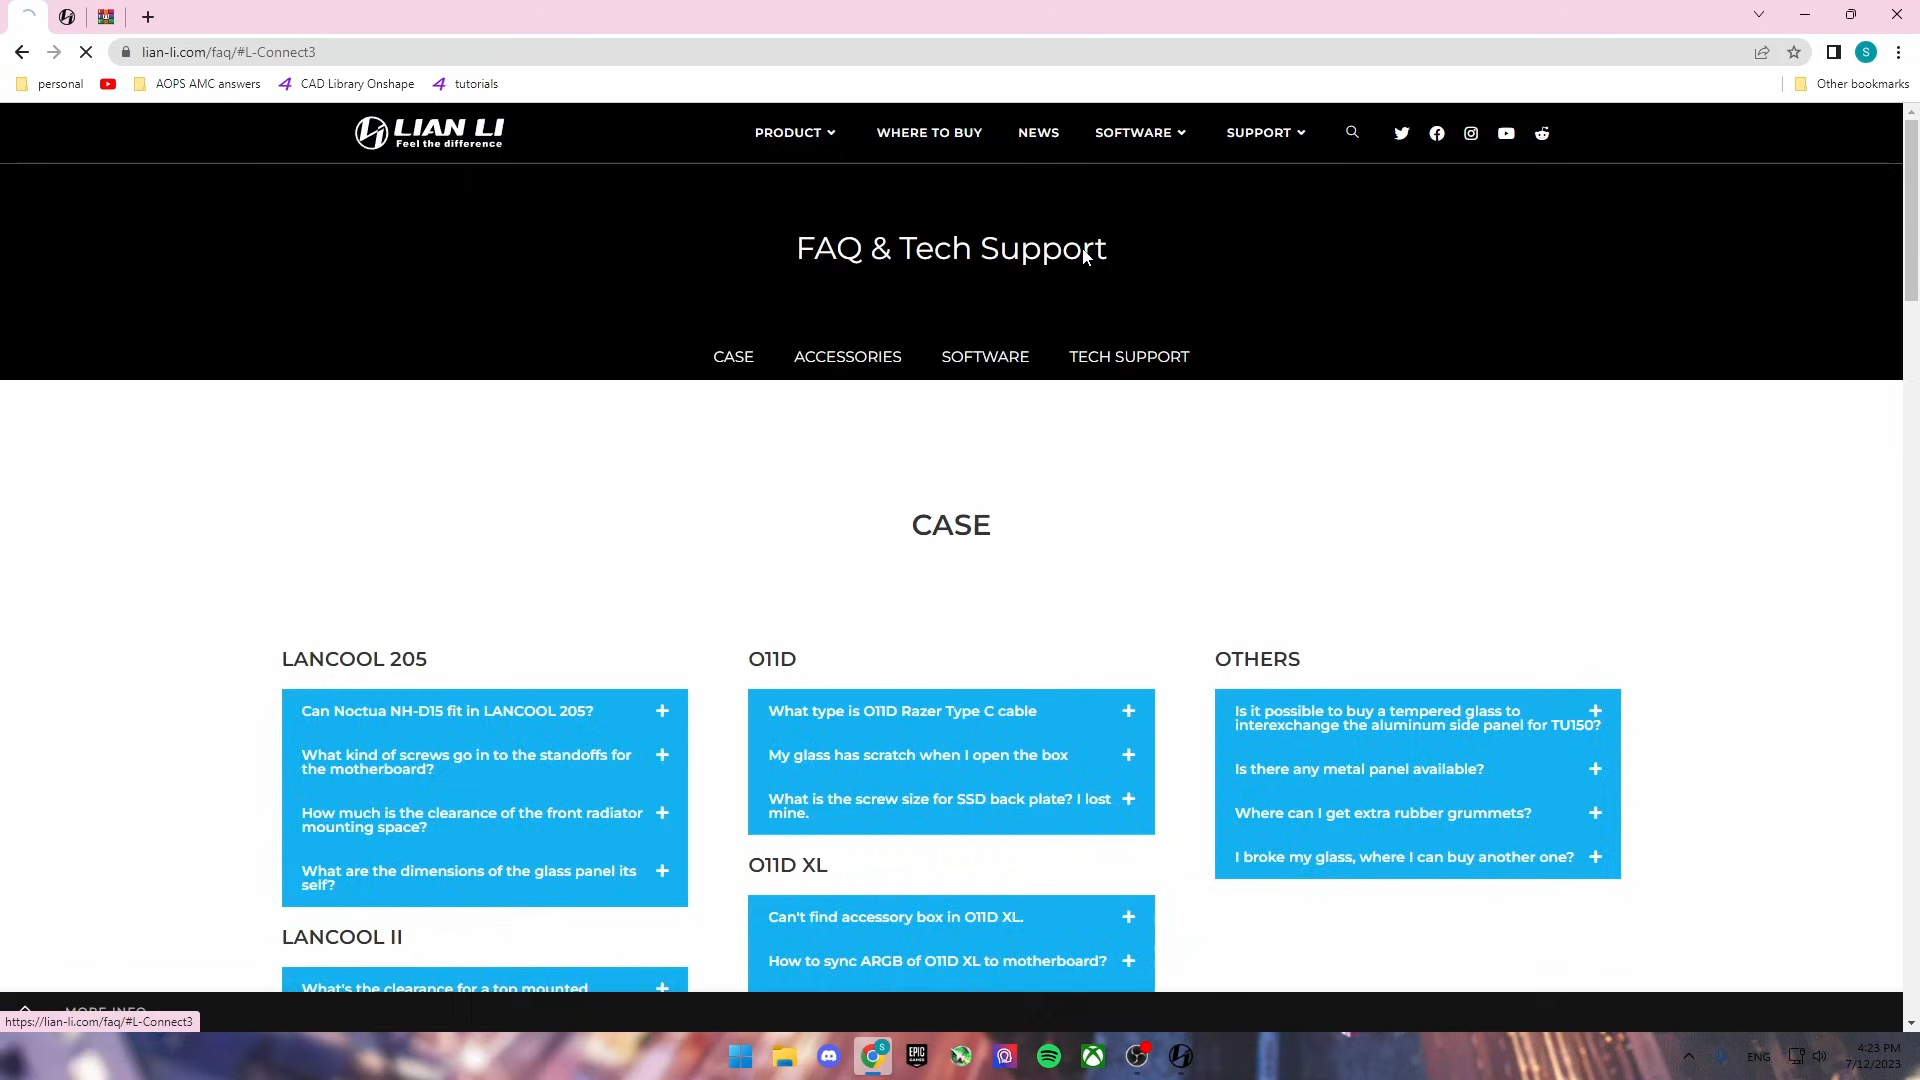 lian-li.com/faq/#L-Connect3
S
personal
AOPS AMC answers
CAD Library Onshape
tutorials
Other bookmarks
LIAN LI
Feel the difference
PRODUCT
WHERE TO BUY
NEWS
SOFTWARE
SUPPORT
FAQ & Tech Support
CASE
ACCESSORIES
SOFTWARE
TECH SUPPORT
CASE
LANCOOL 205
Can Noctua NH-D15 fit in LANCOOL 205?
What kind of screws go in to the standoffs for
the motherboard?
How much is the clearance of the front radiator
mounting space?
What are the dimensions of the glass panel its
self?
LANCOOL II
What's the clearance for a top mounted
O11D
What type is O11D Razer Type C cable
My glass has scratch when I open the box
What is the screw size for SSD back plate? I lost
mine.
O11D XL
Can't find accessory box in O11D XL.
How to sync ARGB of O11D XL to motherboard?
OTHERS
Is it possible to buy a tempered glass to
interexchange the aluminum side panel for TU150?
Is there any metal panel available?
Where can I get extra rubber grummets?
I broke my glass, where I can buy another one?
MORE INFO
https://lian-li.com/faq/#L-Connect3
S
EPIC
GAMES
ENG
4:23 PM
7/12/2023